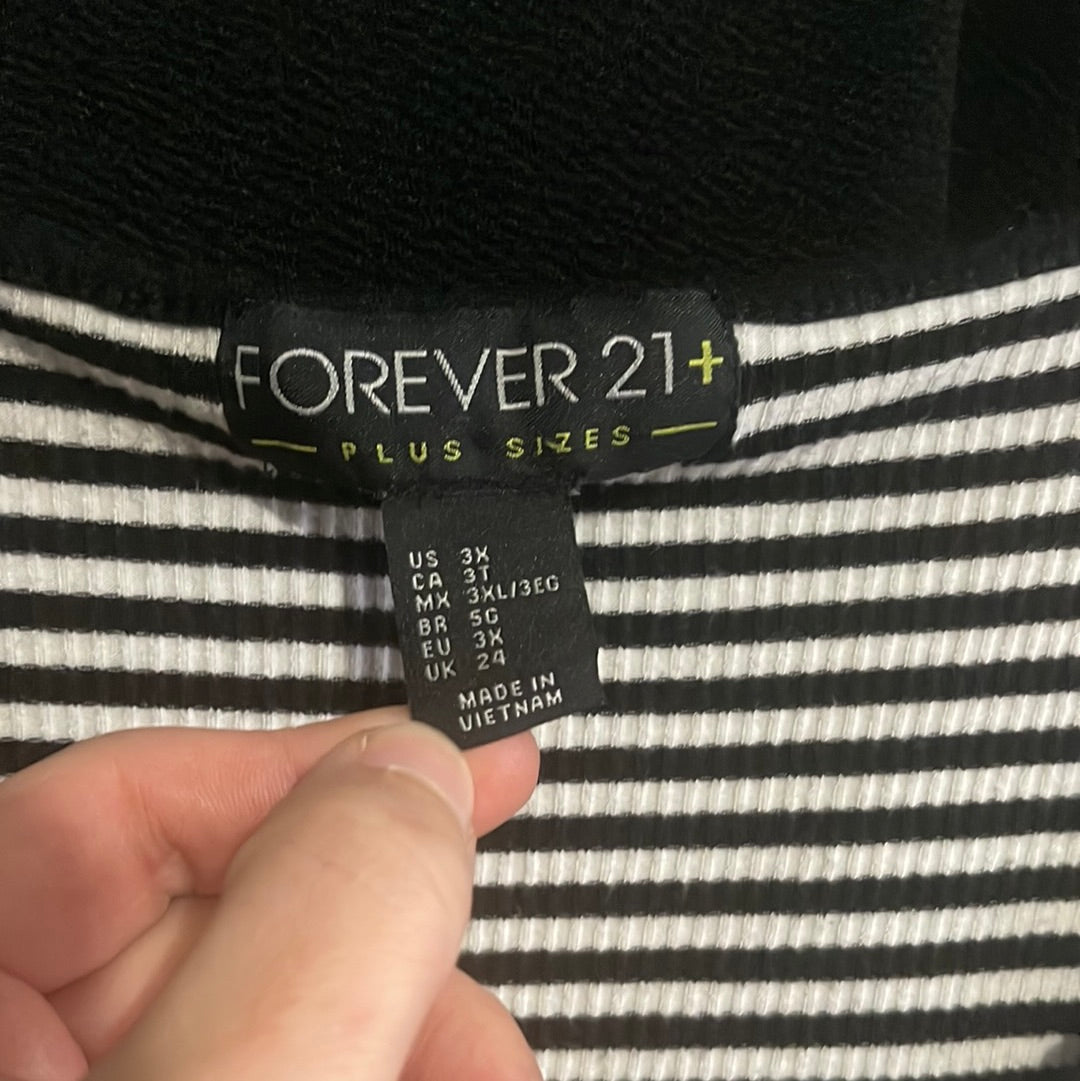 FOREVER 21+
PLUS SIZES
US 3X
CA 3T
MX 3XL/3EG
BR 5G
EU 3X
UK 24
MADE IN
VIETNAM